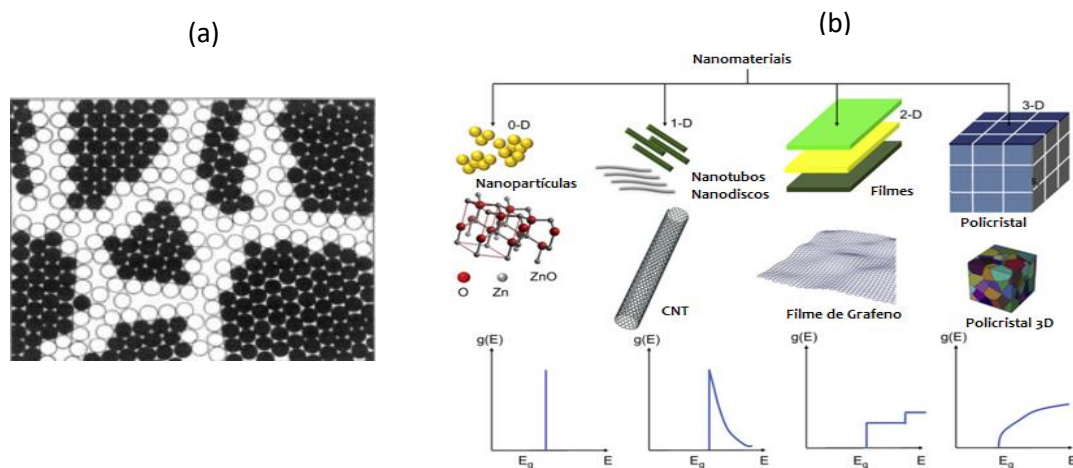 (a)
(b)
Nanomateriais
0-D
1-D
2-D
3-D
Nanopartículas
Nanotubos
Nanodiscos
Filmes
Policristal
O
Zn
ZnO
CNT
Filme de Grafeno
Policristal 3D
g(E)
g(E)
g(E)
g(E)
Eg
E
Eg
E
Eg
E
Eg
E